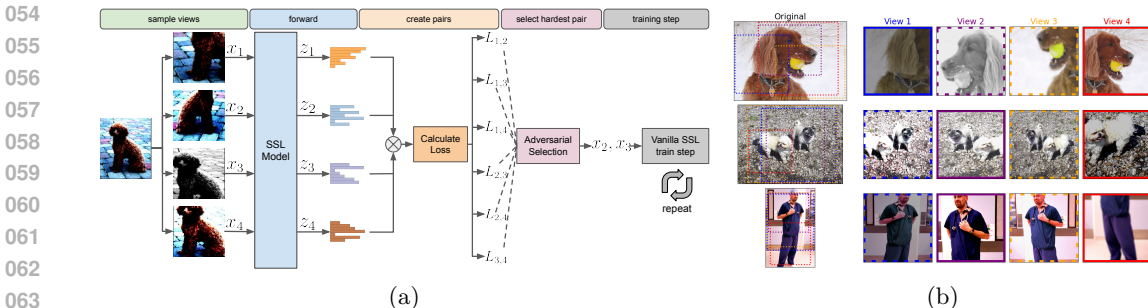 054
055
056
057
058
059
060
061
062
063
sample views
forward
create pairs
select hardest pair
training step
x1
x2
x3
x4
SSL
Model
z1
z2
z3
z4
⊗
Calculate
Loss
L1,2
L1,3
L1,4
L2,3
L2,4
L3,4
Adversarial
Selection
x2, x3
Vanilla SSL
train step
repeat
(a)
Original
View 1
View 2
View 3
View 4
(b)